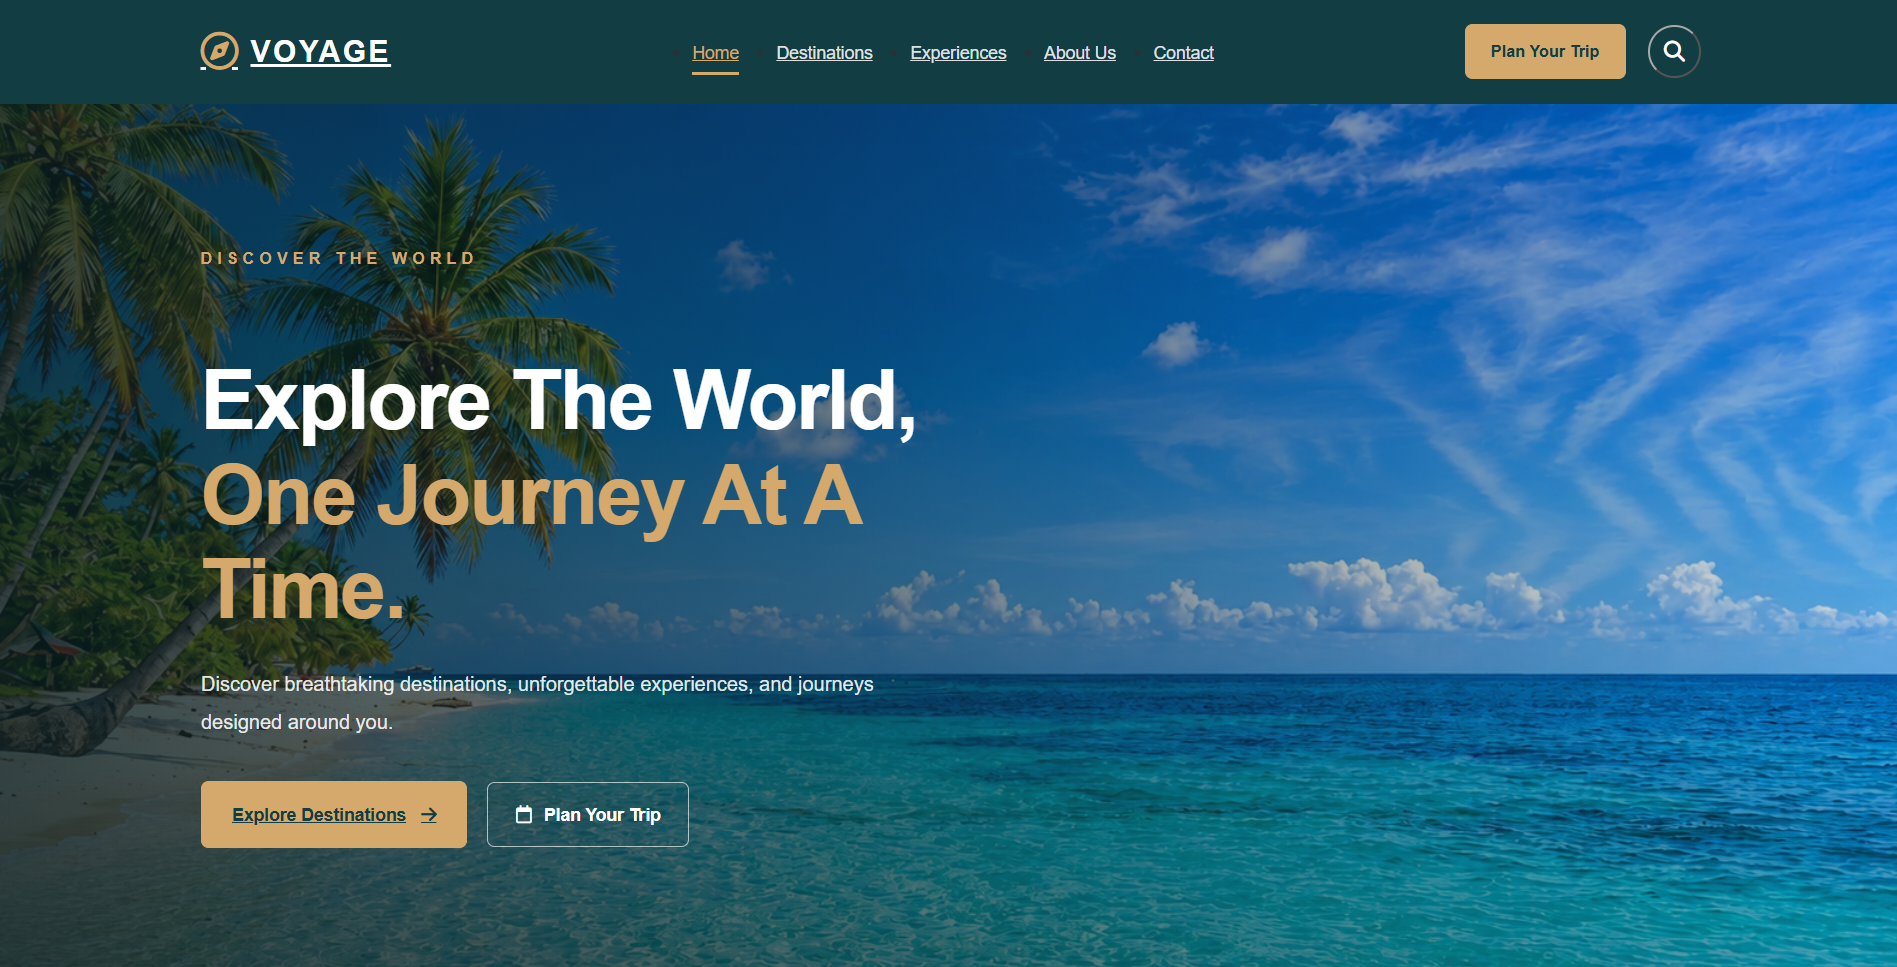 VOYAGE
Home
Destinations
Experiences
About Us
Contact
Plan Your Trip
DISCOVER THE WORLD
Explore The World,
One Journey At A
Time.
Discover breathtaking destinations, unforgettable experiences, and journeys
designed around you.
Explore Destinations
Plan Your Trip